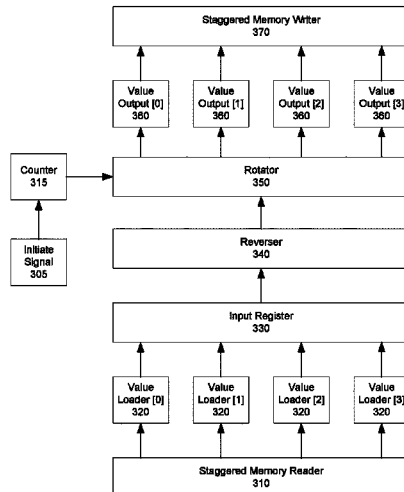 Staggered Memory Writer
370
Value
Output [0]
360
Value
Output [1]
360
Value
Output [2]
360
Value
Output [3]
360
Counter
315
Rotator
350
Initiate
Signal
305
Reverser
340
Input Register
330
Value
Loader [0]
320
Value
Loader [1]
320
Value
Loader [2]
320
Value
Loader [3]
320
Staggered Memory Reader
310